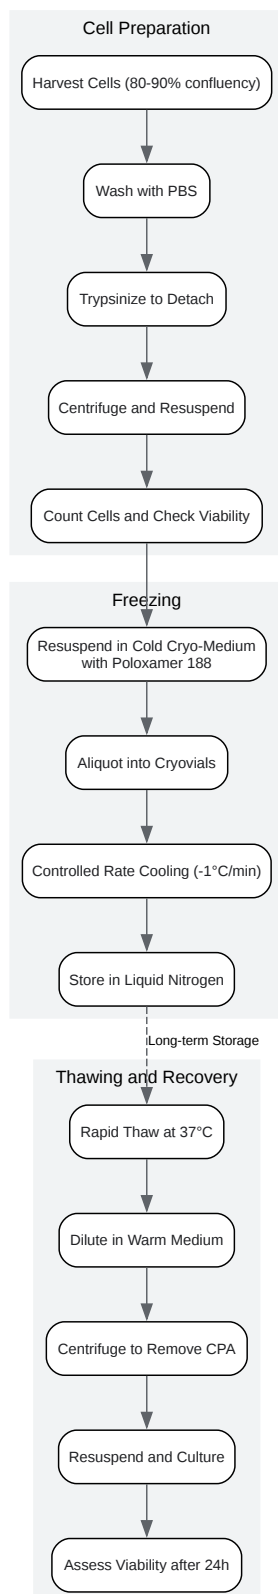 Cell Preparation
Harvest Cells (80-90% confluency)
Wash with PBS
Trypsinize to Detach
Centrifuge and Resuspend
Count Cells and Check Viability
Freezing
Resuspend in Cold Cryo-Medium
with Poloxamer 188
Aliquot into Cryovials
Controlled Rate Cooling (-1°C/min)
Store in Liquid Nitrogen
Long-term Storage
Thawing and Recovery
Rapid Thaw at 37°C
Dilute in Warm Medium
Centrifuge to Remove CPA
Resuspend and Culture
Assess Viability after 24h